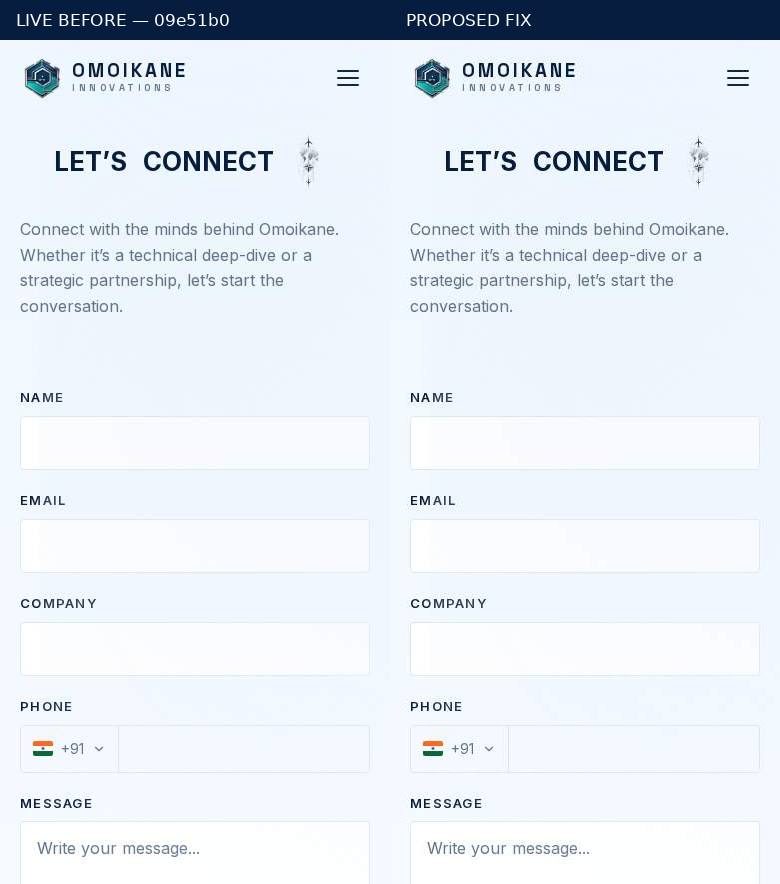 LIVE BEFORE — 09e51b0
OMOIKANE
INNOVATIONS
LET’S CONNECT
Connect with the minds behind Omoikane.
Whether it’s a technical deep-dive or a
strategic partnership, let’s start the
conversation.
NAME
EMAIL
COMPANY
PHONE
+91
MESSAGE
Write your message...
PROPOSED FIX
OMOIKANE
INNOVATIONS
LET’S CONNECT
Connect with the minds behind Omoikane.
Whether it’s a technical deep-dive or a
strategic partnership, let’s start the
conversation.
NAME
EMAIL
COMPANY
PHONE
+91
MESSAGE
Write your message...